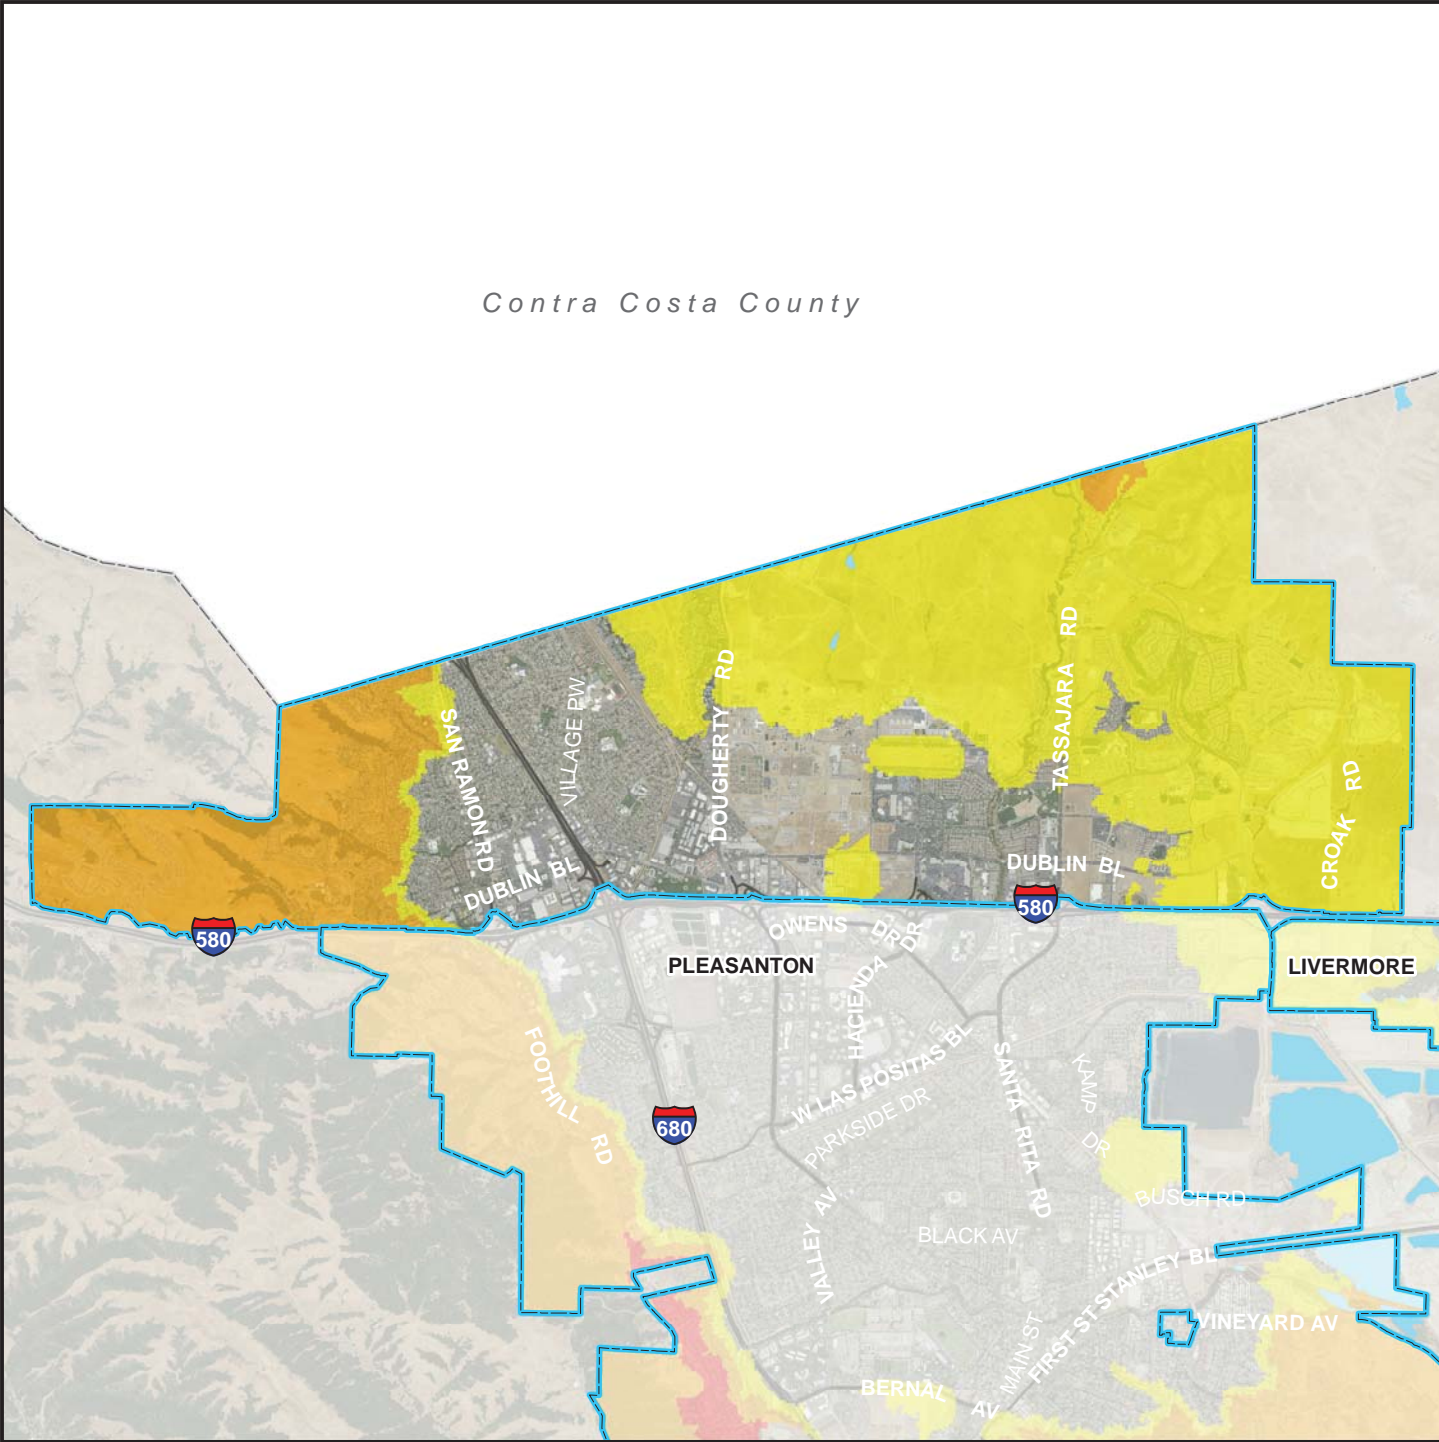 Contra Costa County
SAN RAMON RD
VILLAGE PW
DOUGHERTY RD
TASSAJARA RD
CROAK RD
DUBLIN BL
DUBLIN BL
580
580
OWENS DR
HACIENDA DR
PLEASANTON
LIVERMORE
FOOTHILL RD
680
W LAS POSITAS BL
PARKSIDE DR
SANTA RITA RD
KAMP DR
BUSCH RD
VALLEY AV
BLACK AV
STANLEY BL
FIRST ST
MAIN ST
VINEYARD AV
BERNAL AV